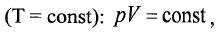 (T = const): pV = const,